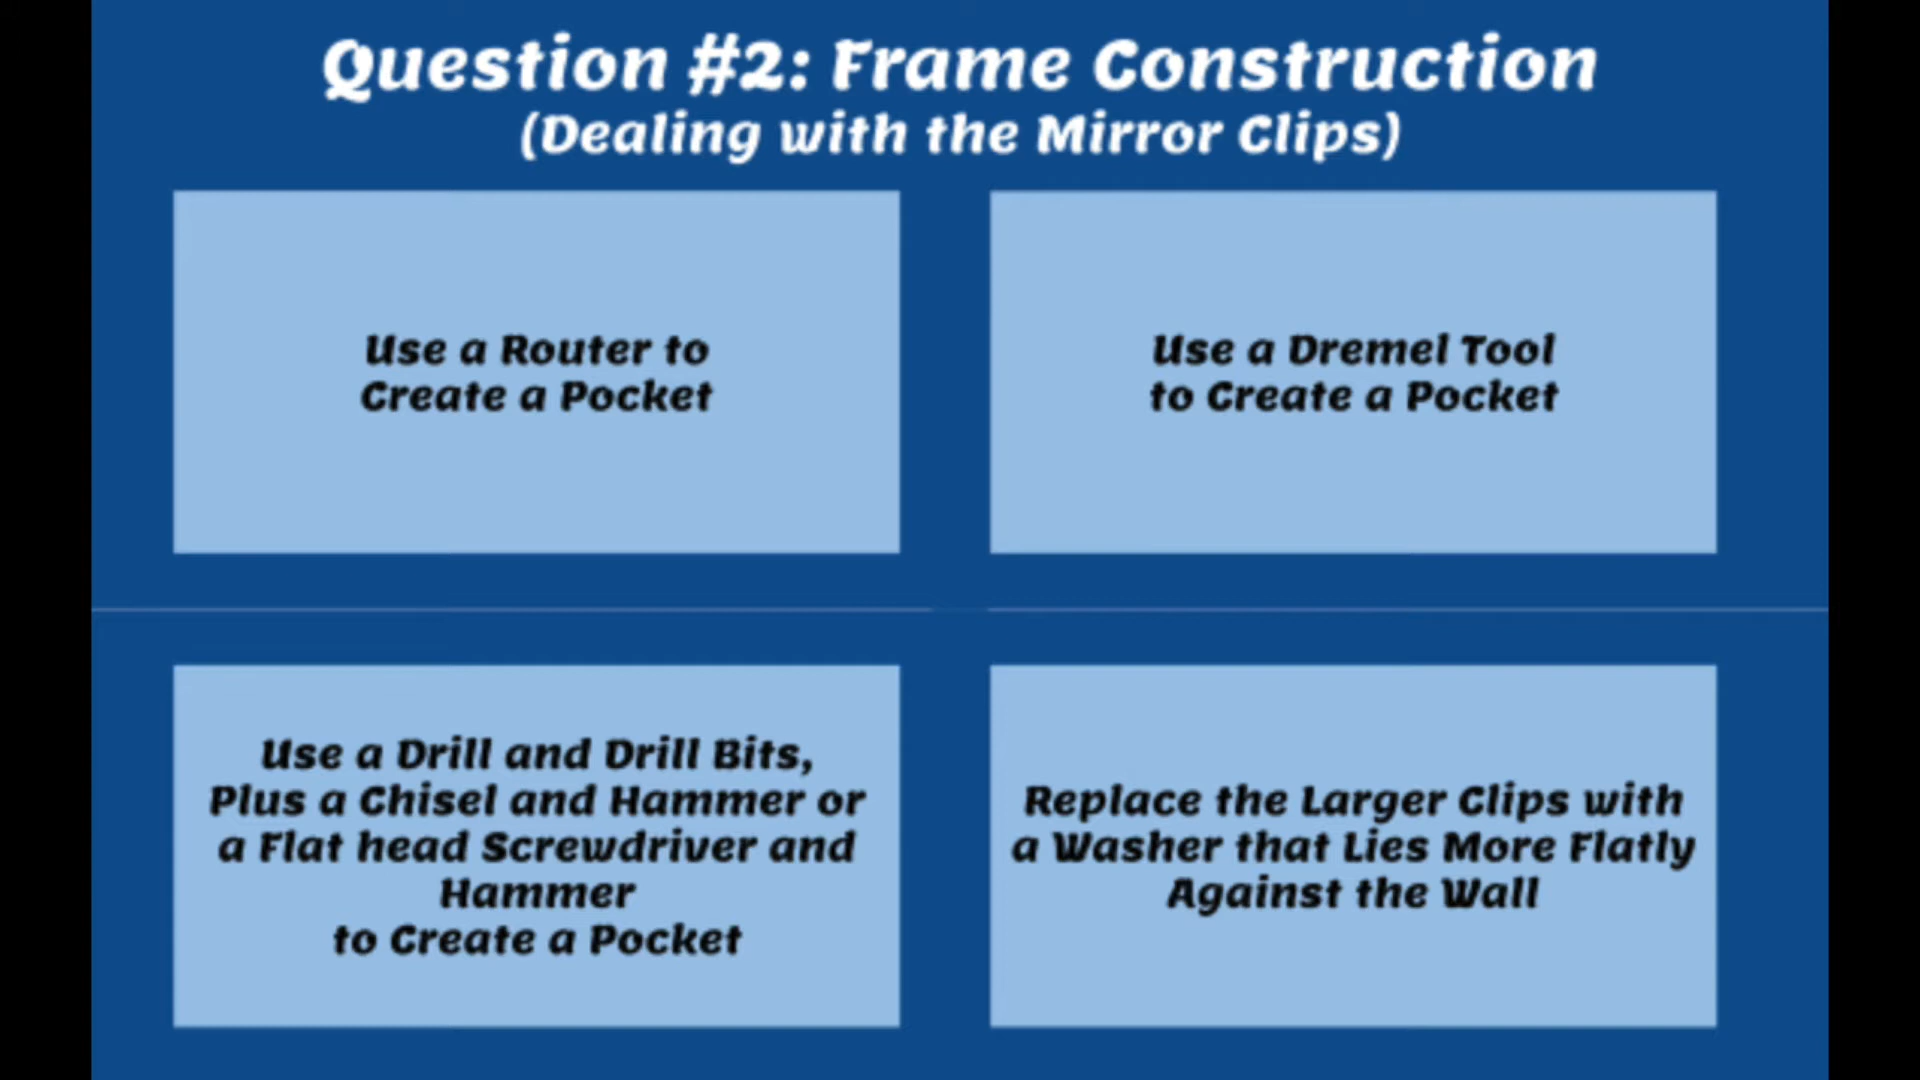 Question #2: Frame Construction
(Dealing with the Mirror Clips)
Use a Router to
Create a Pocket
Use a Dremel Tool
to Create a Pocket
Use a Drill and Drill Bits,
Plus a Chisel and Hammer or
a Flat head Screwdriver and
Hammer
to Create a Pocket
Replace the Larger Clips with
a Washer that Lies More Flatly
Against the Wall